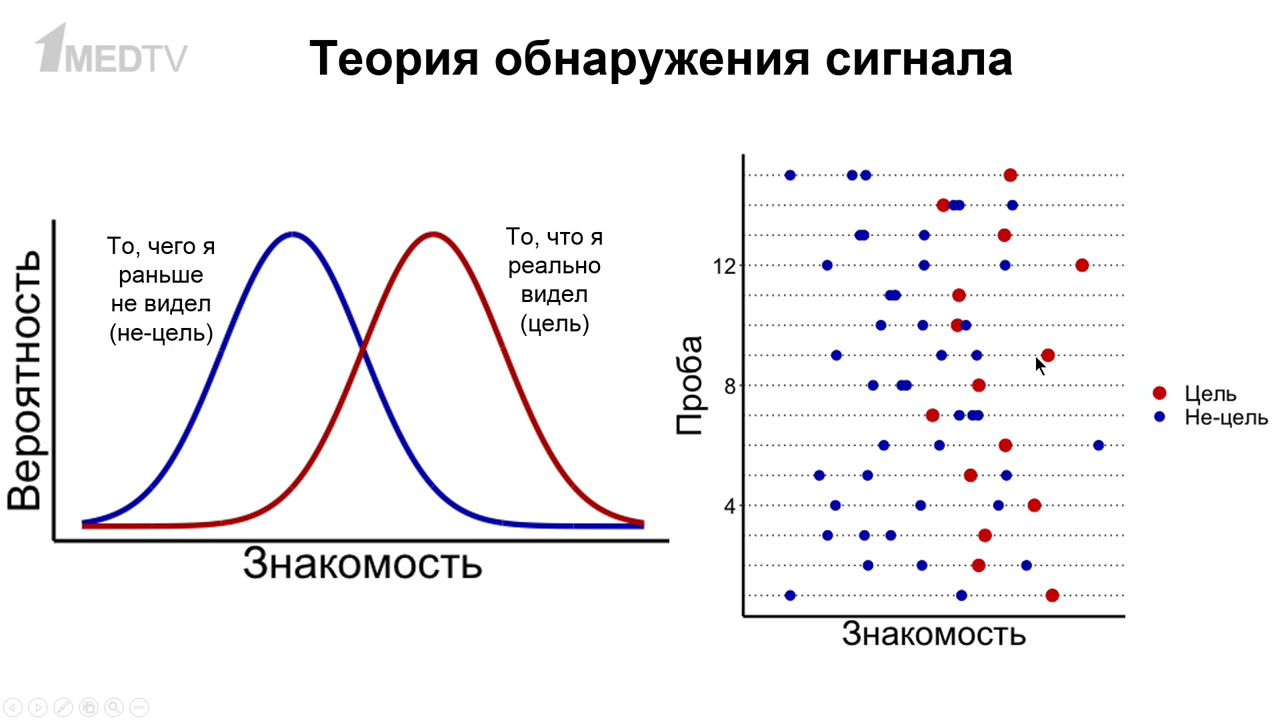 1MEDTV
Теория обнаружения сигнала
То, чего я
раньше
не видел
(не-цель)
То, что я
реально
видел
(цель)
Вероятность
Знакомость
12
8
4
Проба
Знакомость
Цель
Не-цель